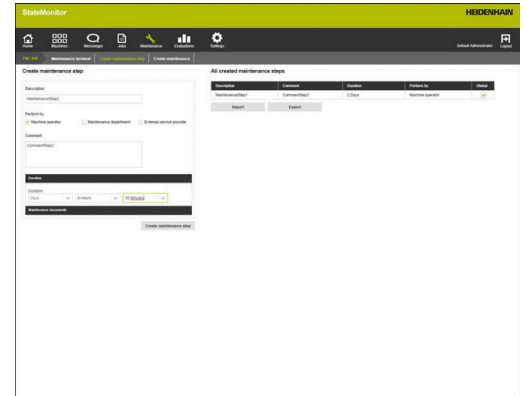 StateMonitor
HEIDENHAIN
Home
Machines
Messenger
Jobs
Maintenance
Evaluations
Settings
Default Administrator
Logout
TNC 640
Maintenance terminal
Create maintenance step
Create maintenance
Create maintenance step
Description
MaintenanceStep2
Perform by
Machine operator
Maintenance department
External service provider
Comment
CommentStep2
Duration
Duration
Days
Hours
Minutes
Maintenance documents
Create maintenance step
All created maintenance steps
Description Comment Duration Perform by Global
MaintenanceStep1 CommentStep1 2 Days Machine operator
Import
Export